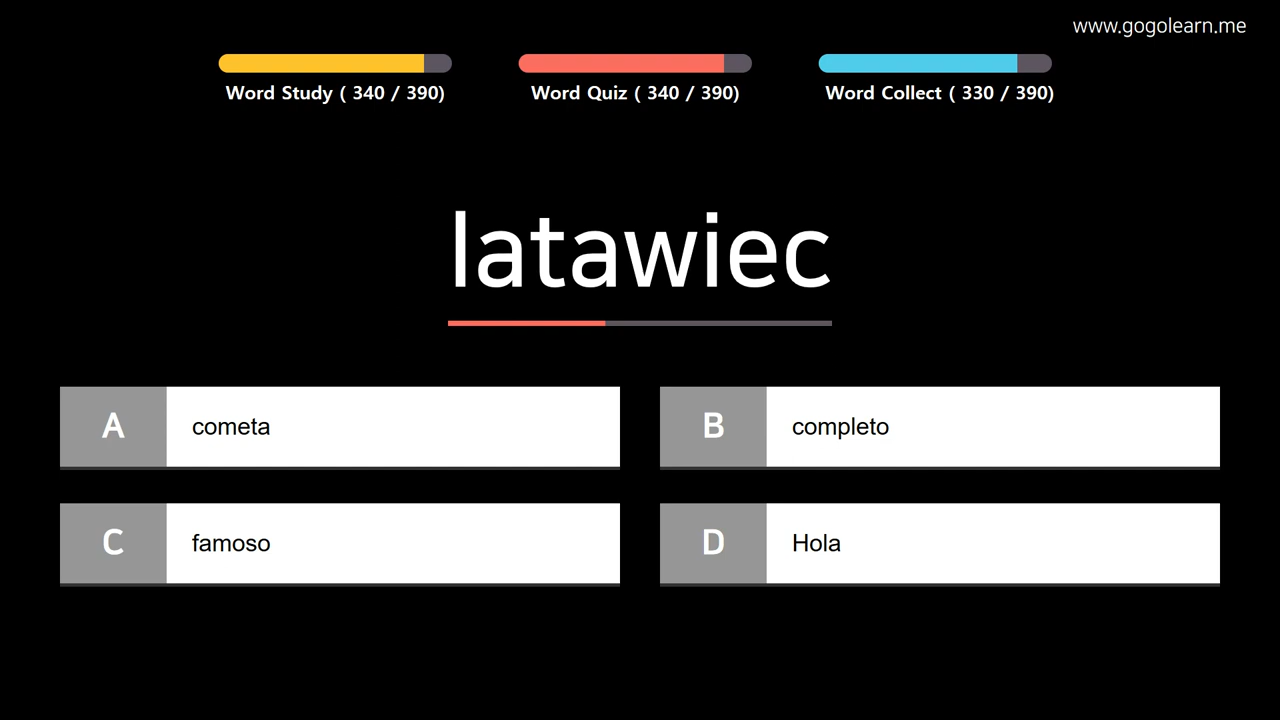 www.gogolearn.me
Word Study ( 340 / 390)
Word Quiz ( 340 / 390)
Word Collect ( 330 / 390)
latawiec
A
cometa
B
completo
C
famoso
D
Hola